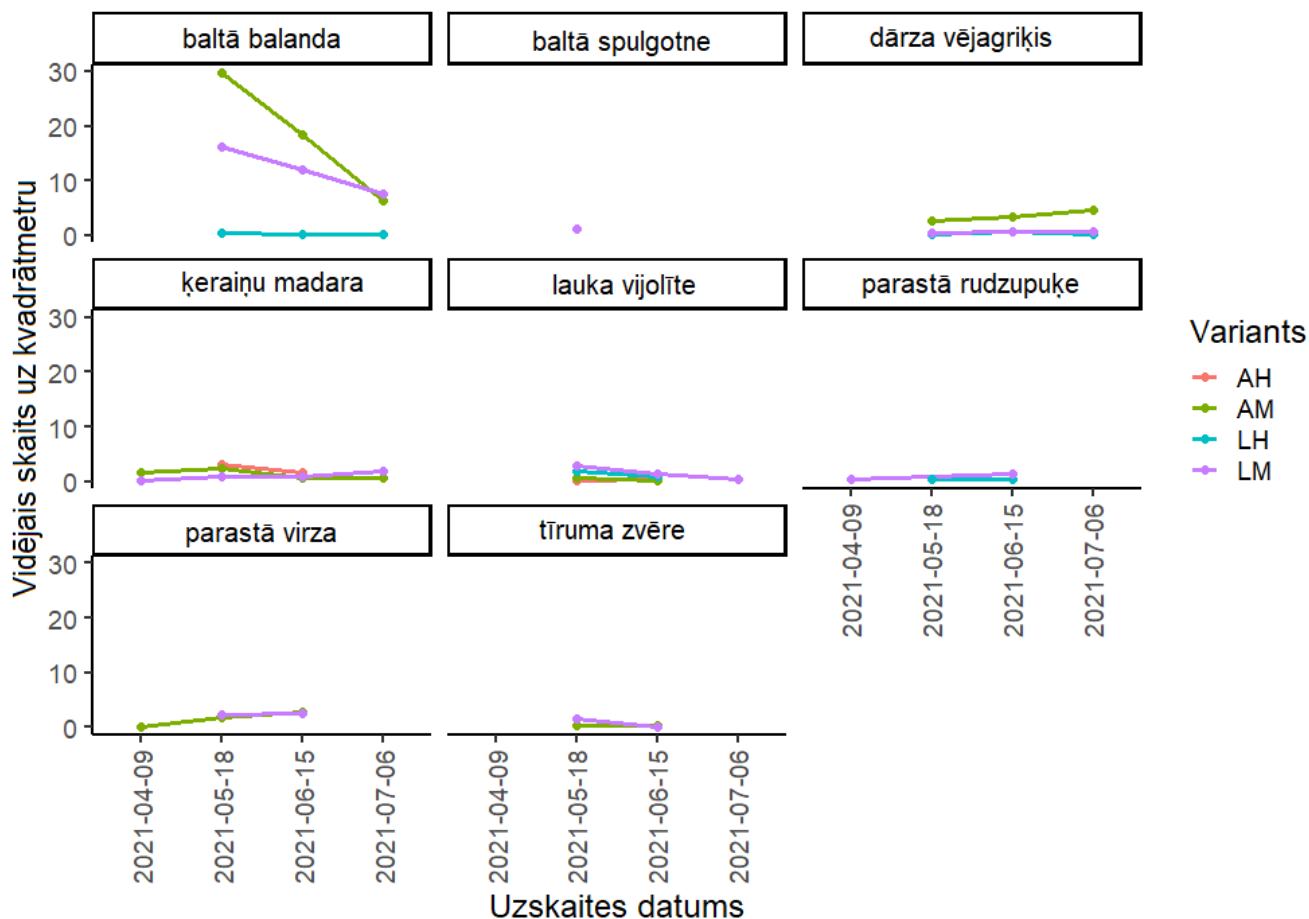 baltā balanda
baltā spulgotne
dārza vējagriķis
30
20
10
0
ķeraiņu madara
lauka vijolīte
parastā rudzupuķe
30
20
10
0
parastā virza
tīruma zvēre
30
20
10
0
2021-04-09
2021-05-18
2021-06-15
2021-07-06
2021-04-09
2021-05-18
2021-06-15
2021-07-06
2021-04-09
2021-05-18
2021-06-15
2021-07-06
Vidējais skaits uz kvadrātmetru
Uzskaites datums
Variants
AH
AM
LH
LM